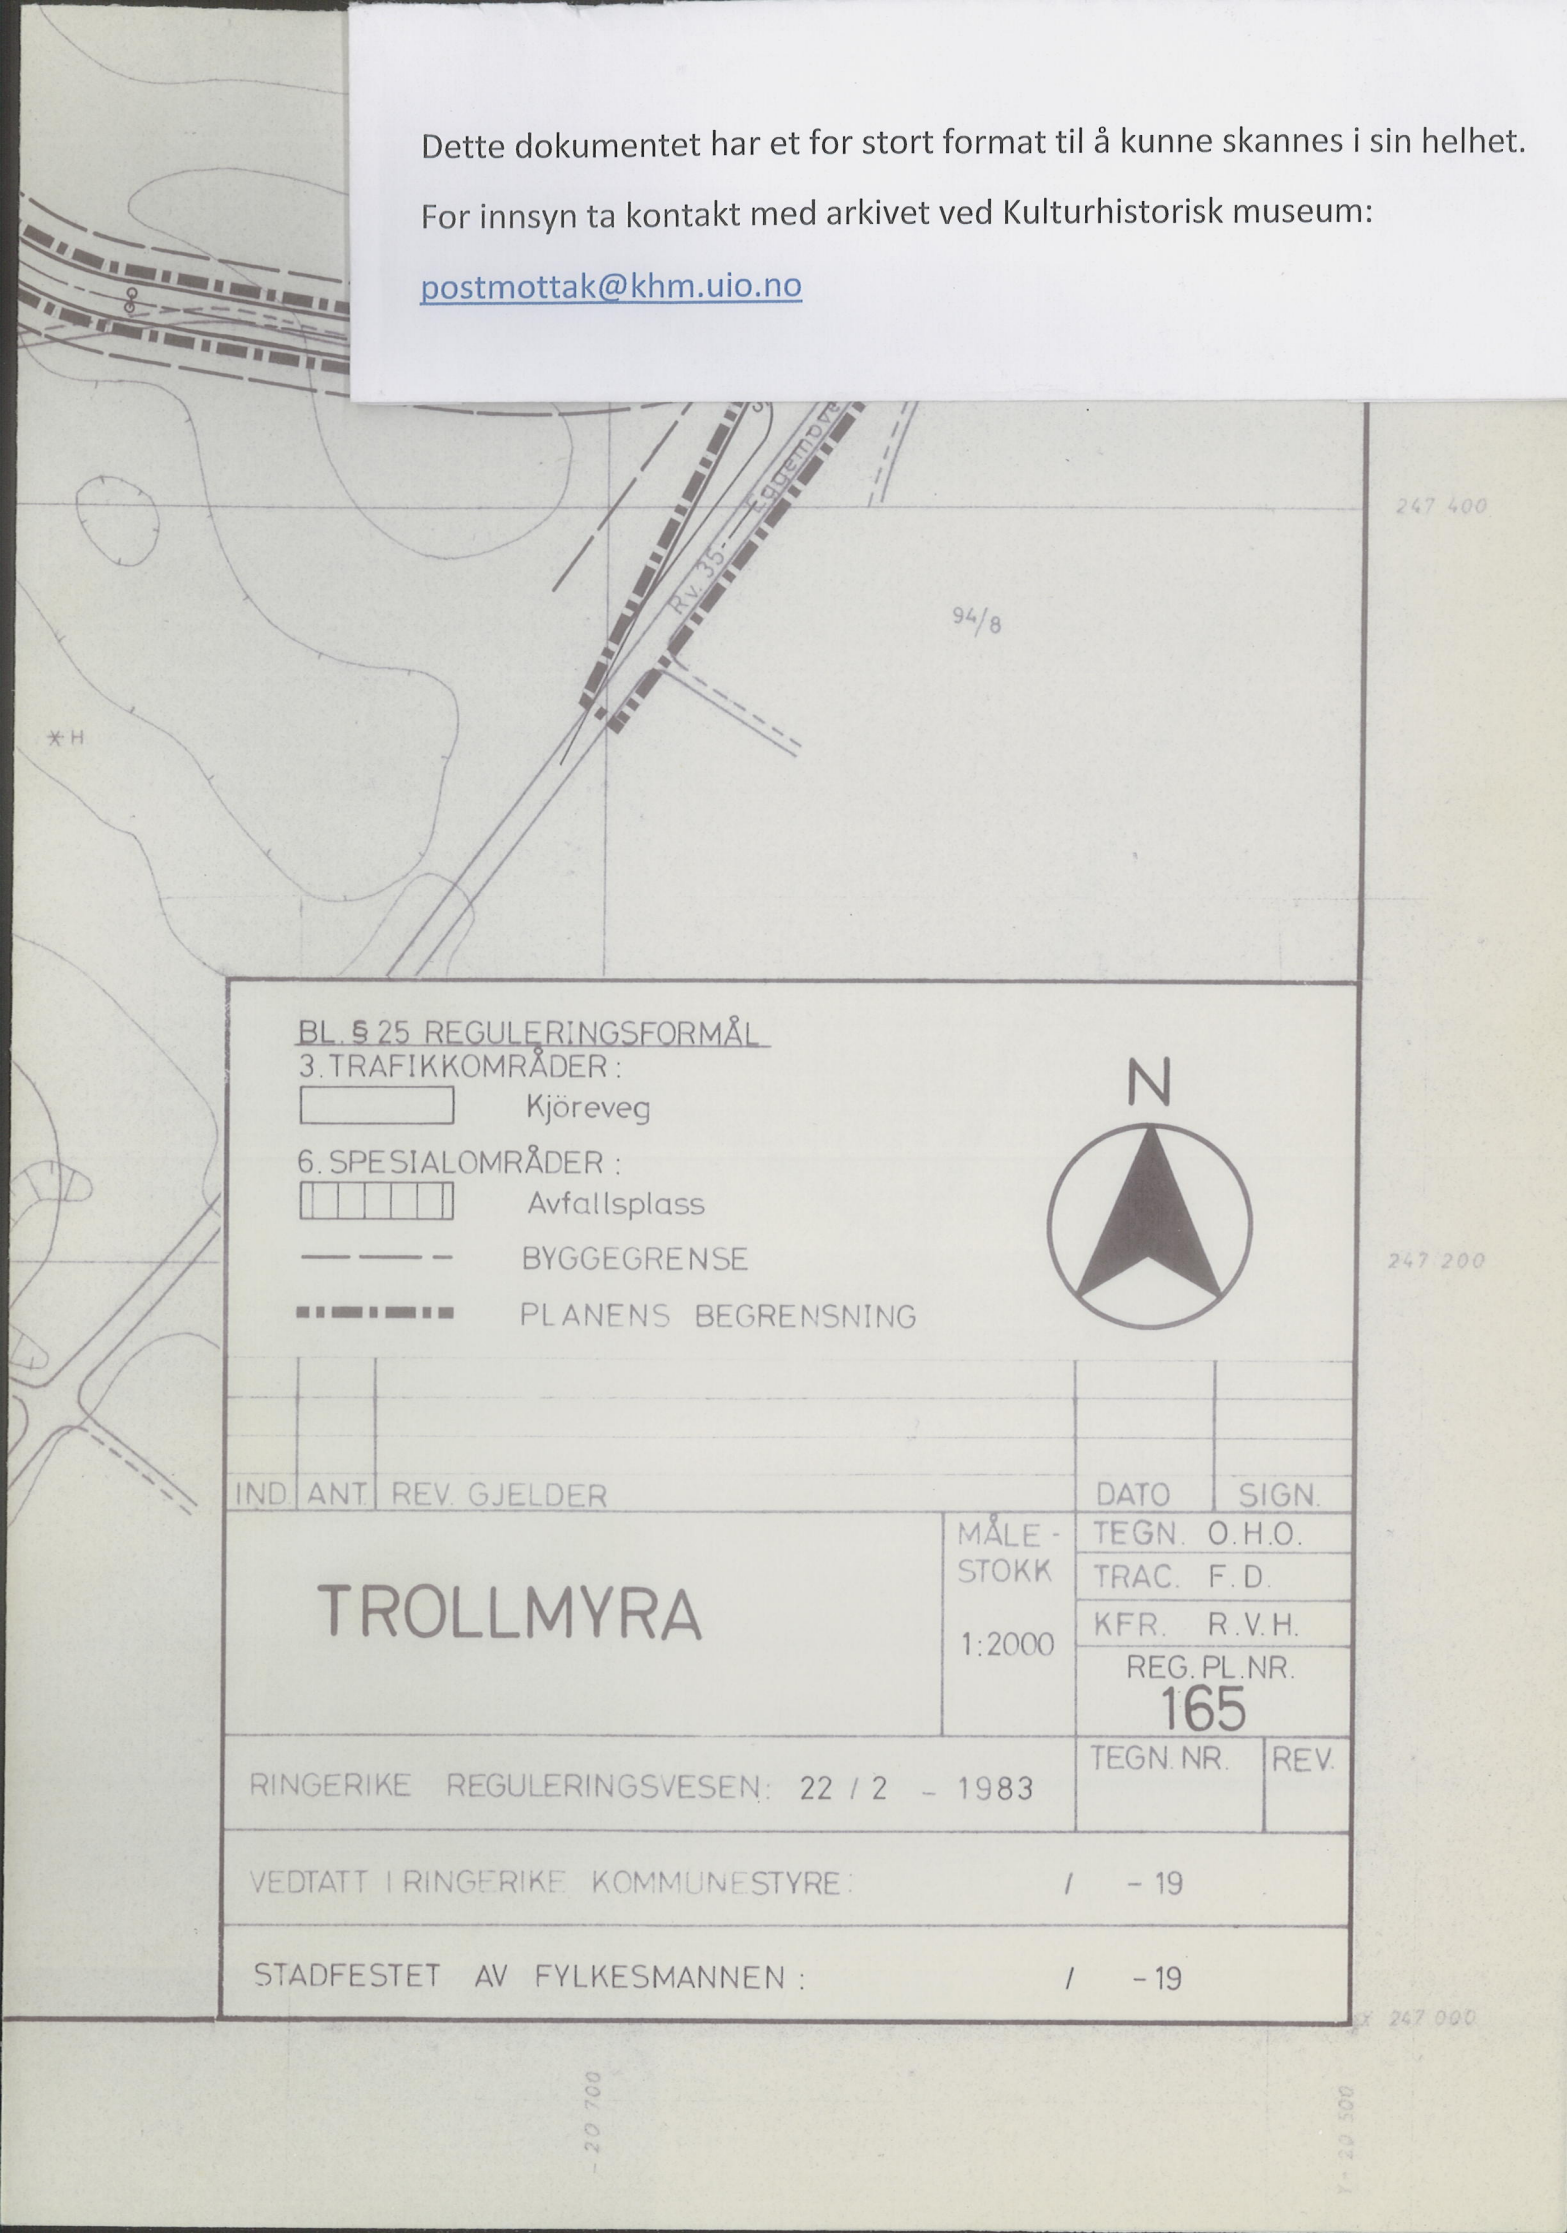 Dette dokumentet har et for stort format til å kunne skannes i sin helhet.
For innsyn ta kontakt med arkivet ved Kulturhistorisk museum:
postmottak@khm.uio.no
Rv. 35
247 400
94/8
H
BL. § 25 REGULERINGSFORMÅL
3. TRAFIKKOMRÅDER :
Kjöreveg
N
6. SPESIALOMRÅDER :
Avfallsplass
BYGGEGRENSE
247 200
PLANENS BEGRENSNING
IND. ANT. REV. GJELDER DATO SIGN.
TROLLMYRA
MÅLE -
STOKK
1:2000
TEGN. O.H.O.
TRAC. F.D.
KFR. R.V.H.
REG. PL. NR.
165
TEGN. NR. REV.
RINGERIKE REGULERINGSVESEN: 22 / 2 - 1983
VEDTATT I RINGERIKE KOMMUNESTYRE: / - 19
STADFESTET AV FYLKESMANNEN : / - 19
X 247 000
- 20 700
Y - 20 500